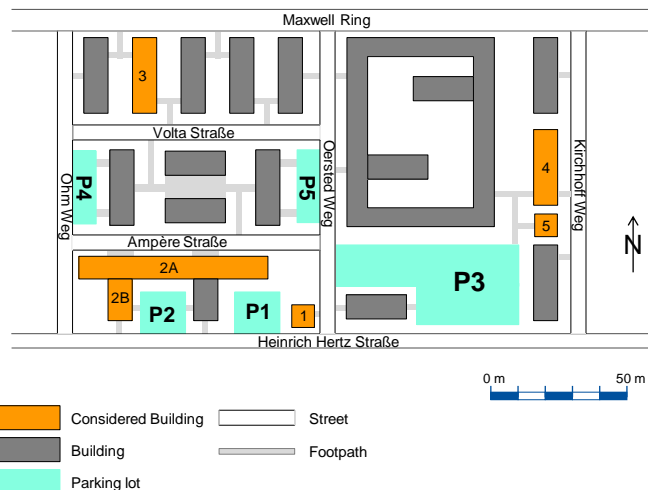 Maxwell Ring
3
Volta Straße
Ohm Weg
P4
P5
Oersted Weg
Kirchhoff Weg
4
5
N
Ampère Straße
2A
2B
P2
P1
1
P3
Heinrich Hertz Straße
0 m 50 m
Considered Building
Street
Building
Footpath
Parking lot